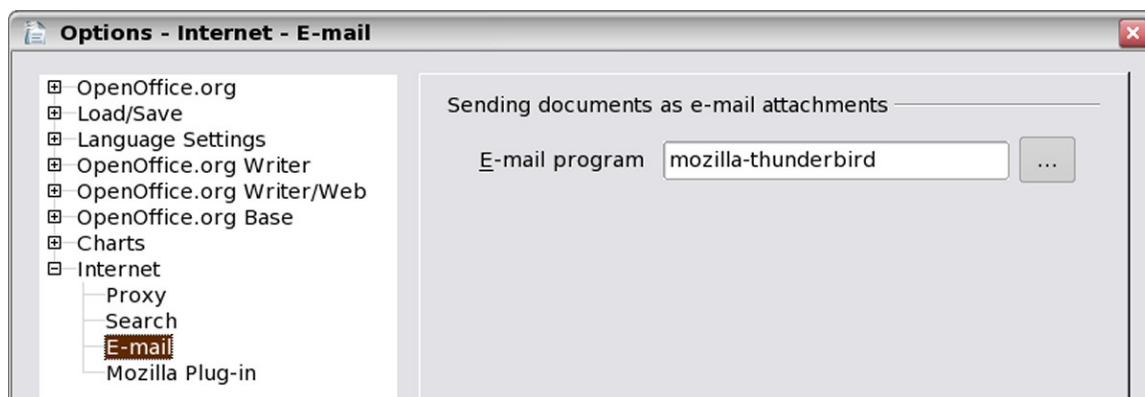 Options - Internet - E-mail
OpenOffice.org
Load/Save
Language Settings
OpenOffice.org Writer
OpenOffice.org Writer/Web
OpenOffice.org Base
Charts
Internet
Proxy
Search
E-mail
Mozilla Plug-in
Sending documents as e-mail attachments
E-mail program mozilla-thunderbird ...